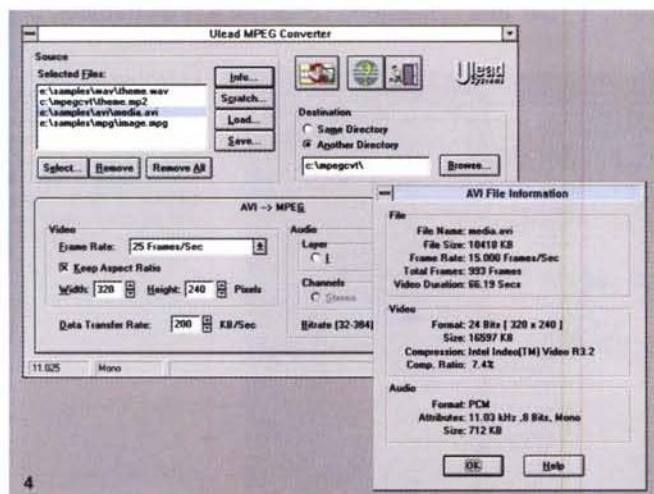 Ulead MPEG Converter
Source
Selected Files:
e:\samples\wav\theme.wav
c:\mpegcvt\theme.mp2
e:\samples\avi\media.avi
e:\samples\mpg\image.mpg
Info...
Scratch...
Load...
Save...
Select...
Remove
Remove All
Ulead
Systems
Destination
Same Directory
Another Directory
c:\mpegcvt\
Browse...
AVI -> MPEG
Video
Frame Rate: 25 Frames/Sec
Keep Aspect Ratio
Width: 320 Height: 240 Pixels
Data Transfer Rate: 200 KB/Sec
Audio
Layer
I
Channels
Stereo
Bitrate (32-384)
11.025 Mono
AVI File Information
File
File Name: media.avi
File Size: 10418 KB
Frame Rate: 15.000 Frames/Sec
Total Frames: 993 Frames
Video Duration: 66.19 Secs
Video
Format: 24 Bits [ 320 x 240 ]
Size: 16597 KB
Compression: Intel Indeo(TM) Video R3.2
Comp. Ratio: 7.4%
Audio
Format: PCM
Attributes: 11.03 kHz ,8 Bits, Mono
Size: 712 KB
OK
Help
4